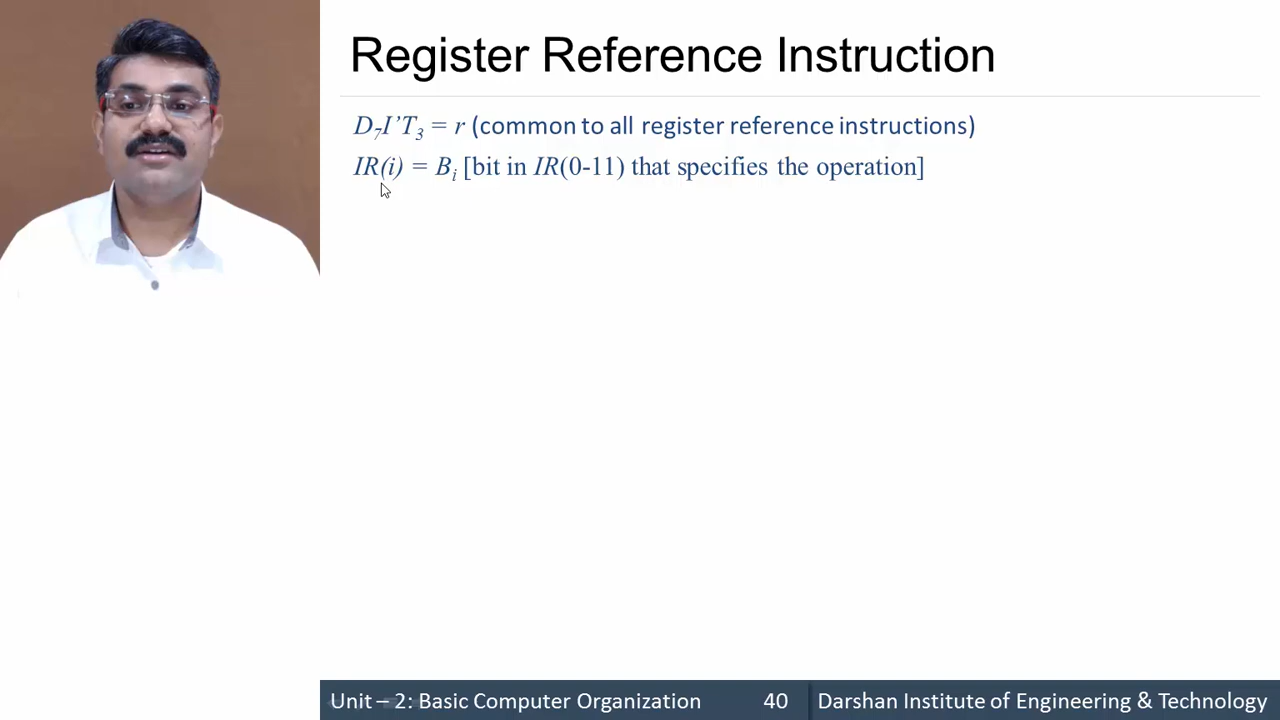 Register Reference Instruction
D₇I’T₃ = r (common to all register reference instructions)
IR(i) = Bᵢ [bit in IR(0-11) that specifies the operation]
Unit – 2: Basic Computer Organization 40 Darshan Institute of Engineering & Technology